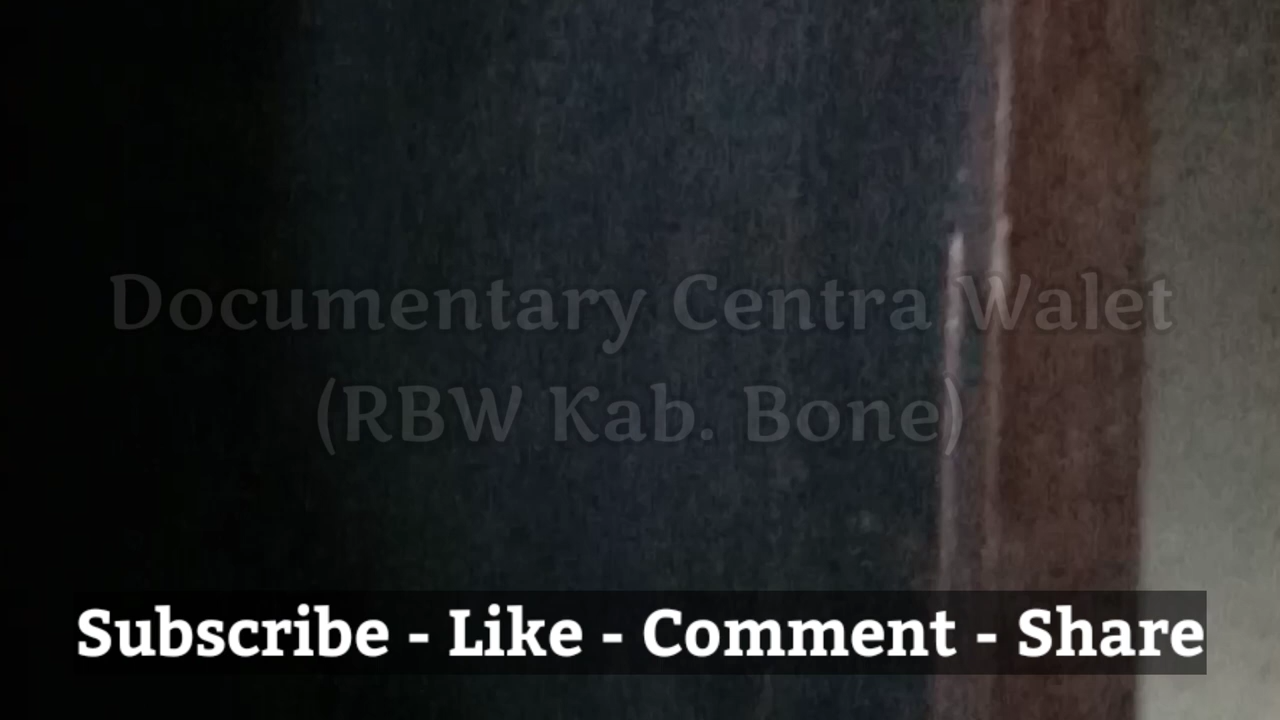 Documentary Centra Walet
(RBW Kab. Bone)
Subscribe - Like - Comment - Share